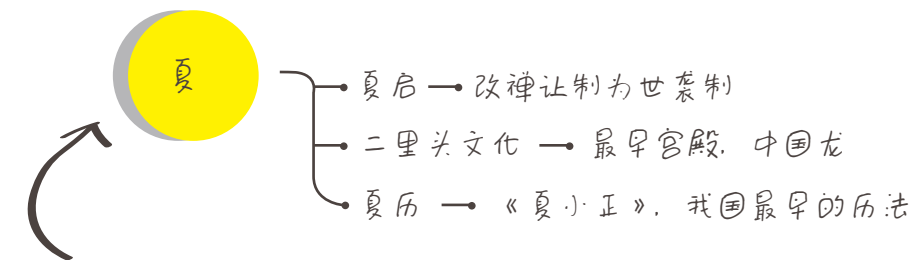 夏
夏启 改禅让制为世袭制
二里头文化 最早宫殿. 中国龙
夏历 《夏小正》. 我国最早的历法